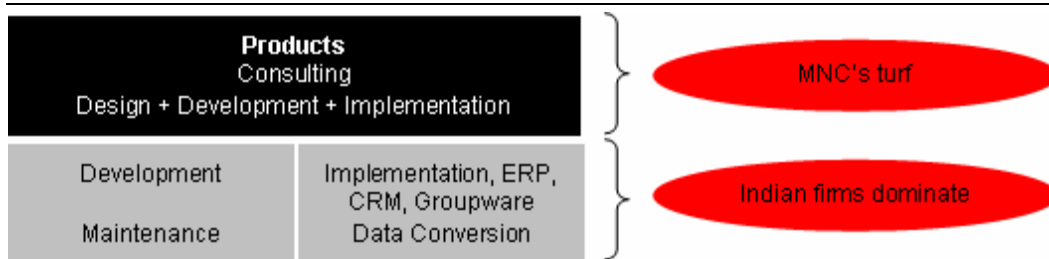 Products
Consulting
Design + Development + Implementation
MNC's turf
Development
Maintenance
Implementation, ERP,
CRM, Groupware
Data Conversion
Indian firms dominate